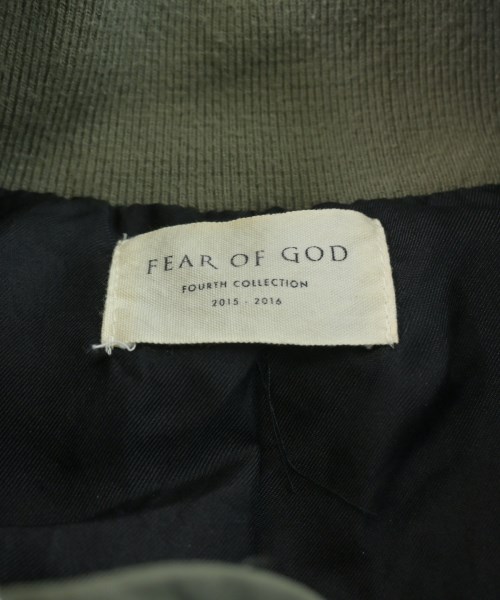 FEAR OF GOD
FOURTH COLLECTION
2015 - 2016